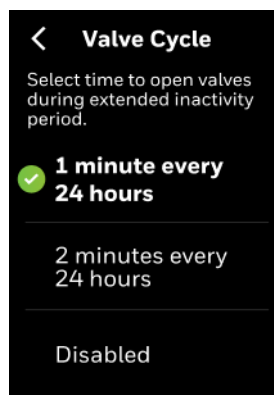 Valve Cycle
Select time to open valves
during extended inactivity
period.
1 minute every
24 hours
2 minutes every
24 hours
Disabled